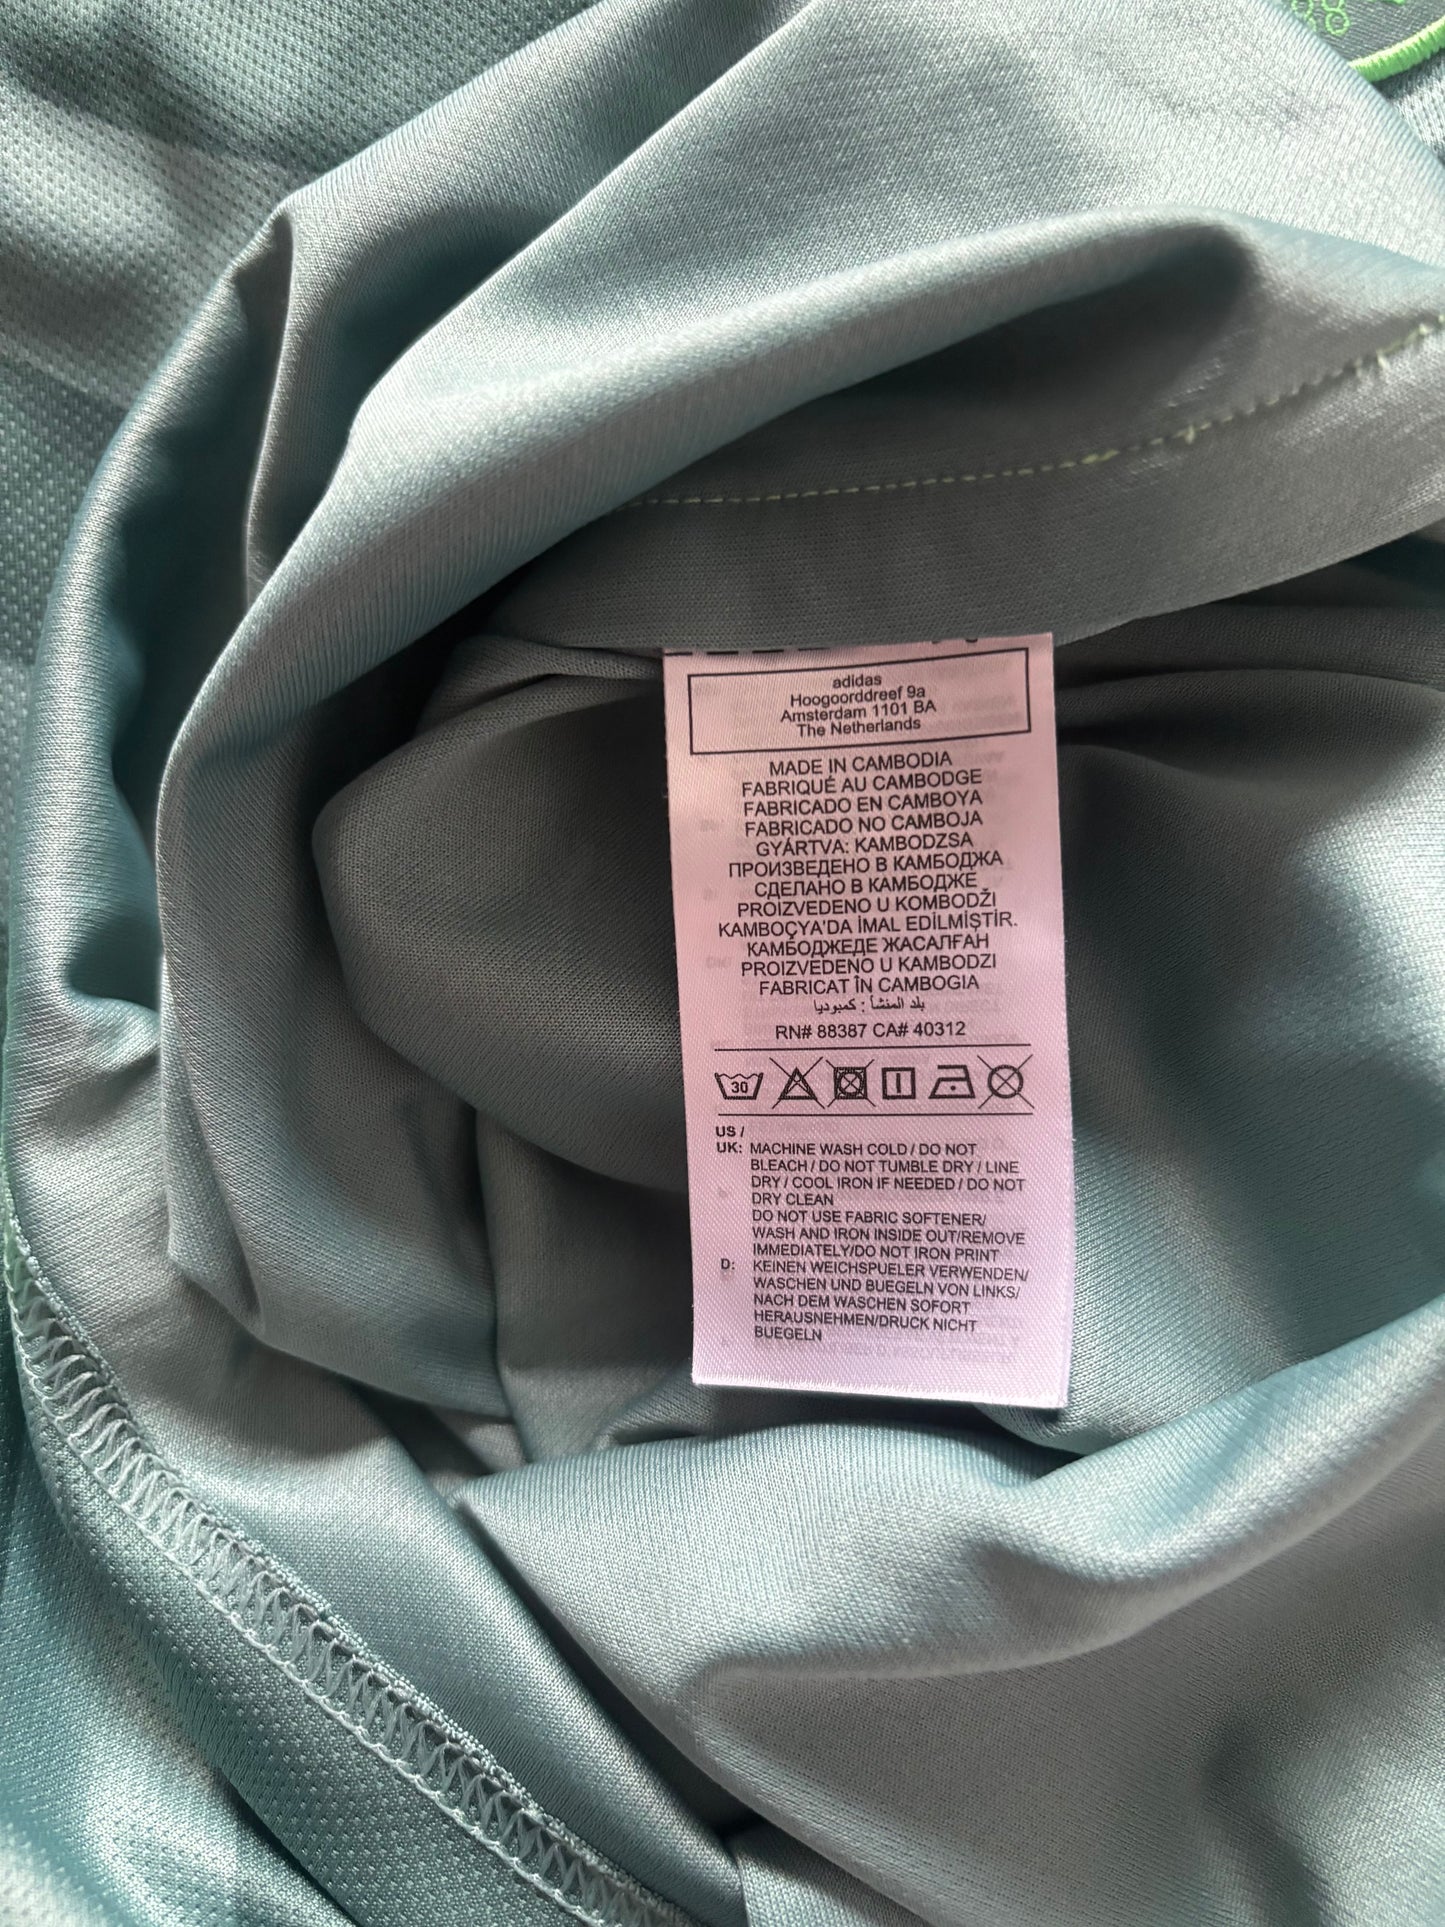 adidas
Hoogoorddreef 9a
Amsterdam 1101 BA
The Netherlands
MADE IN CAMBODIA
FABRIQUÉ AU CAMBODGE
FABRICADO EN CAMBOYA
FABRICADO NO CAMBOJA
GYÁRTVA: KAMBODZSA
ПРОИЗВЕДЕНО В КАМБОДЖА
СДЕЛАНО В КАМБОДЖЕ
PROIZVEDENO U KOMBODŽI
KAMBOÇYA'DA İMAL EDİLMİŞTİR.
КАМБОДЖЕДЕ ЖАСАЛҒАН
PROIZVEDENO U KAMBODZI
FABRICAT ÎN CAMBOGIA
بلد المنشأ : كمبوديا
RN# 88387 CA# 40312
30
US /
UK: MACHINE WASH COLD / DO NOT
BLEACH / DO NOT TUMBLE DRY / LINE
DRY / COOL IRON IF NEEDED / DO NOT
DRY CLEAN
DO NOT USE FABRIC SOFTENER/
WASH AND IRON INSIDE OUT/REMOVE
IMMEDIATELY/DO NOT IRON PRINT
D: KEINEN WEICHSPUELER VERWENDEN/
WASCHEN UND BUEGELN VON LINKS/
NACH DEM WASCHEN SOFORT
HERAUSNEHMEN/DRUCK NICHT
BUEGELN